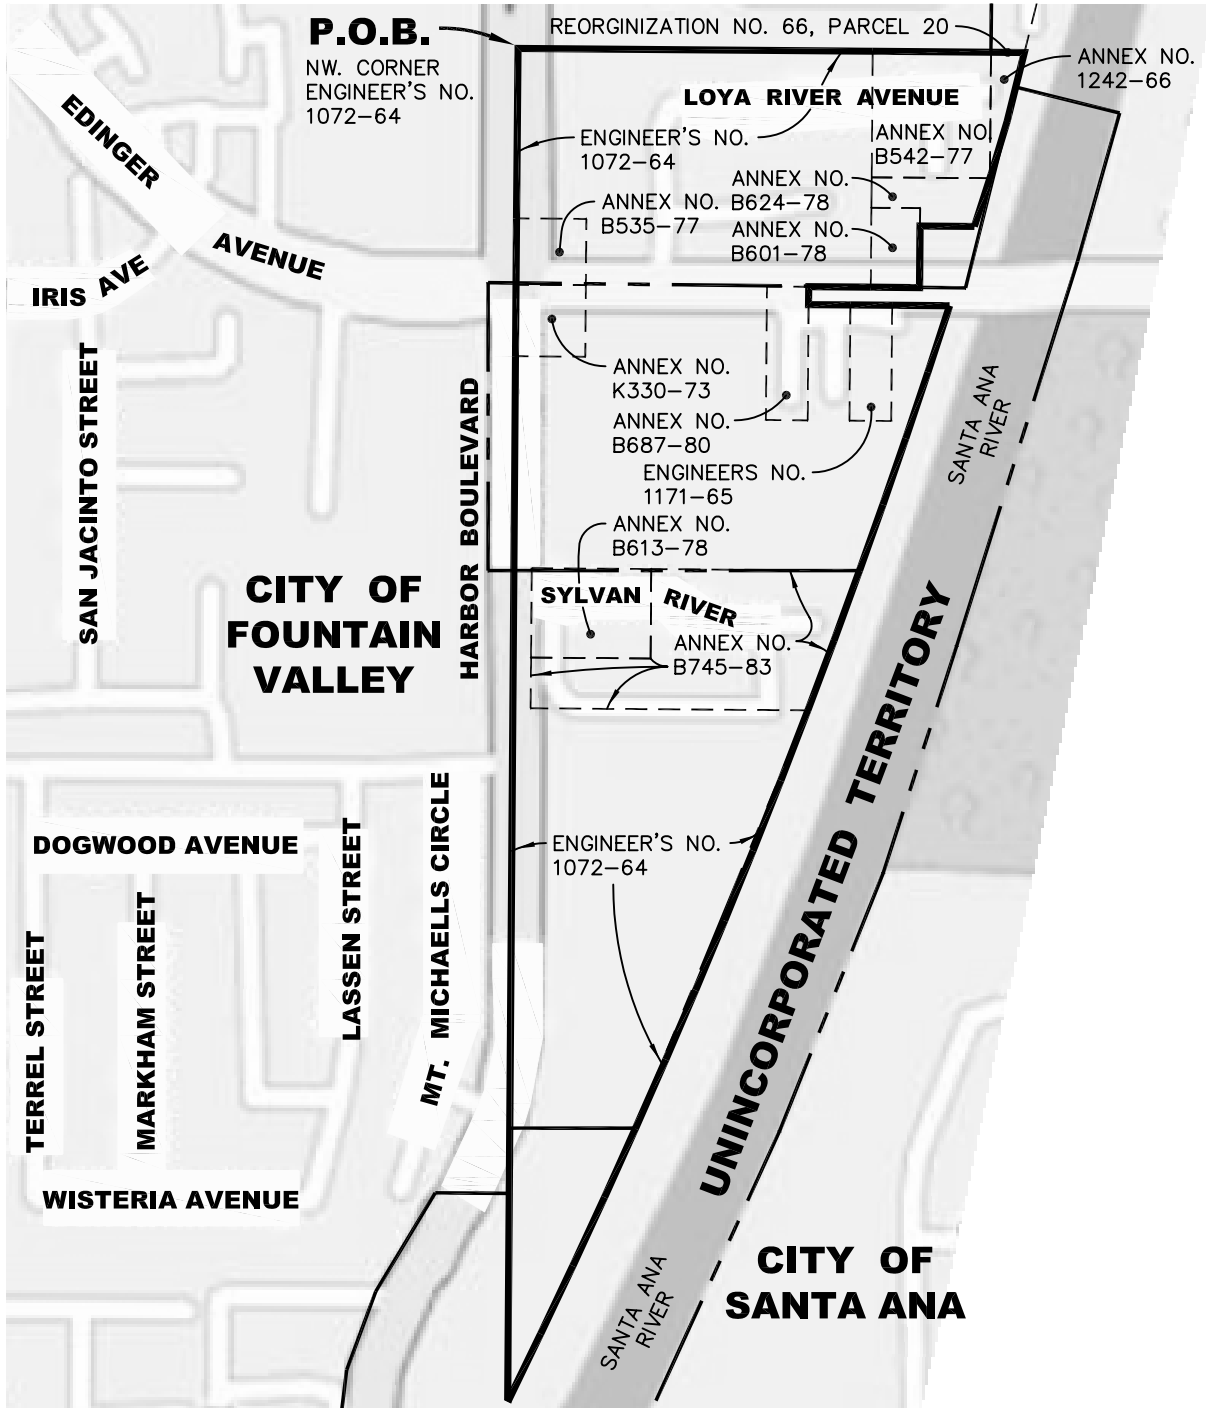 P.O.B.
NW. CORNER
ENGINEER'S NO.
1072-64
REORGINIZATION NO. 66, PARCEL 20
ANNEX NO.
1242-66
LOYA RIVER AVENUE
ENGINEER'S NO.
1072-64
ANNEX NO.
B542-77
ANNEX NO.
B624-78
ANNEX NO.
B535-77
ANNEX NO.
B601-78
EDINGER
AVENUE
IRIS AVE
SAN JACINTO STREET
HARBOR BOULEVARD
ANNEX NO.
K330-73
ANNEX NO.
B687-80
ENGINEERS NO.
1171-65
ANNEX NO.
B613-78
SANTA ANA
RIVER
CITY OF
FOUNTAIN
VALLEY
SYLVAN RIVER
ANNEX NO.
B745-83
UNINCORPORATED TERRITORY
ENGINEER'S NO.
1072-64
DOGWOOD AVENUE
TERREL STREET
MARKHAM STREET
LASSEN STREET
MT. MICHAELLS CIRCLE
WISTERIA AVENUE
SANTA ANA
RIVER
CITY OF
SANTA ANA